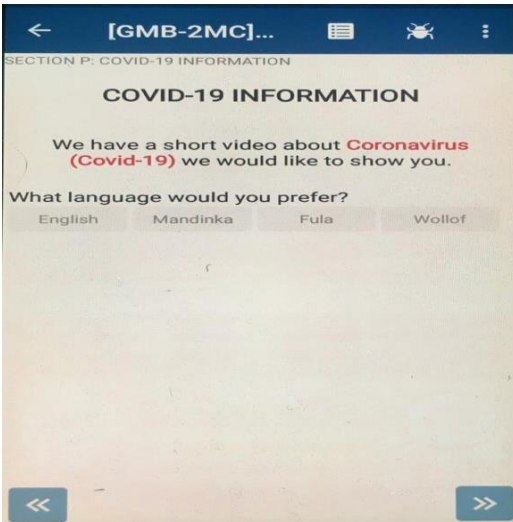 [GMB-2MC]...
SECTION P: COVID-19 INFORMATION
COVID-19 INFORMATION
We have a short video about Coronavirus
(Covid-19) we would like to show you.
What language would you prefer?
English Mandinka Fula Wollof